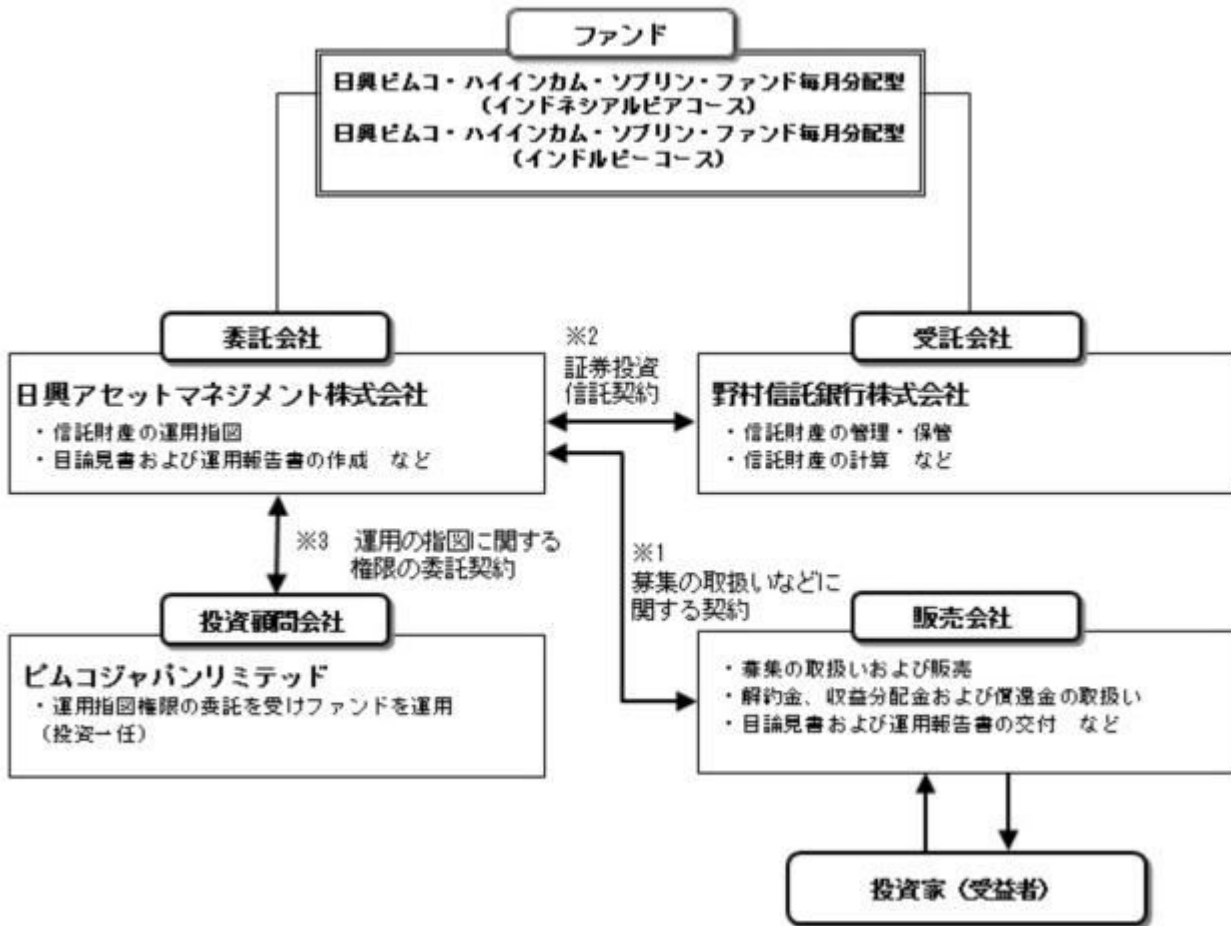 ファンド
日興ピムコ・ハイインカム・ソブリン・ファンド毎月分配型
(インドネシアルピアコース)
日興ピムコ・ハイインカム・ソブリン・ファンド毎月分配型
(インドルピーコース)
委託会社
日興アセットマネジメント株式会社
・信託財産の運用指図
・目論見書および運用報告書の作成 など
※2
証券投資
信託契約
受託会社
野村信託銀行株式会社
・信託財産の管理・保管
・信託財産の計算 など
※3 運用の指図に関する
権限の委託契約
※1
募集の取扱いなどに
関する契約
投資顧問会社
ピムコジャパンリミテッド
・運用指図権限の委託を受けファンドを運用
(投資一任)
販売会社
・募集の取扱いおよび販売
・解約金、収益分配金および償還金の取扱い
・目論見書および運用報告書の交付 など
投資家(受益者)